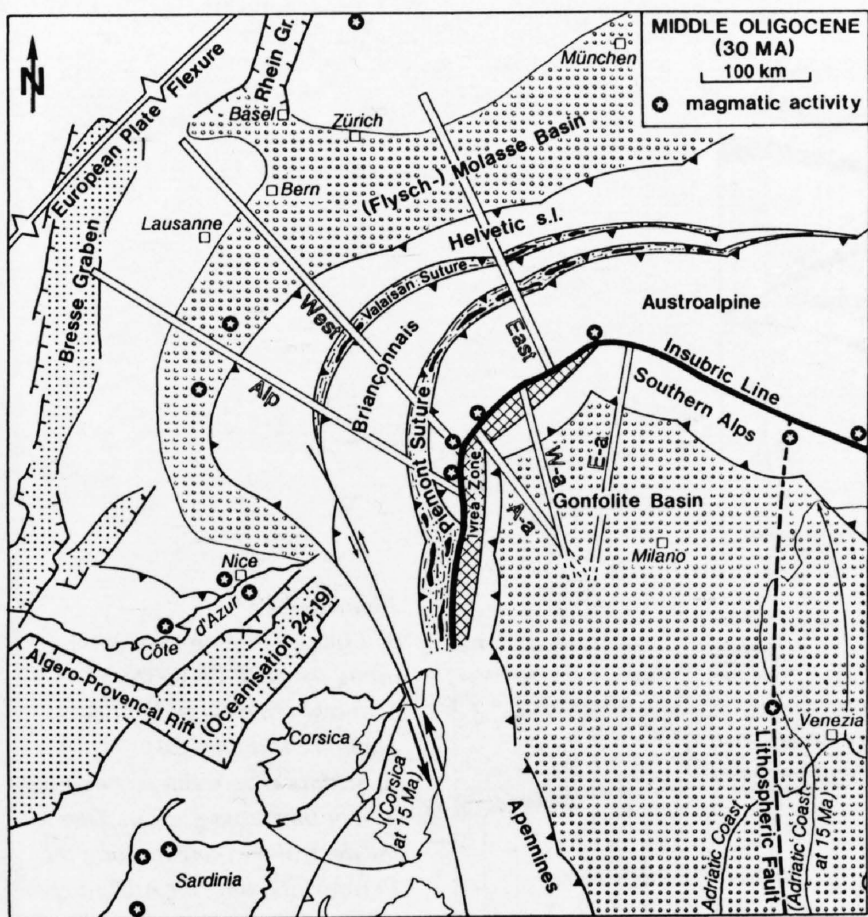 MIDDLE OLIGOCENE
(30 MA)
100 km
magmatic activity
N
European Plate Flexure
Rhein Gr.
München
Basel
Zürich
Bern
(Flysch-) Molasse Basin
Lausanne
Helvetic s.l.
Bresse Graben
Valaisan Suture
West
East
Austroalpine
Alp
Briançonnais
Insubric Line
Southern Alps
Piemont Suture
Ivrea Zone
W-a
E-a
A-a
Gonfolite Basin
Milano
Nice
Côte d'Azur
Algero-Provençal Rift (Oceanisation 24-19)
Corsica
(Corsica
at 15 Ma)
Venezia
Lithospheric Fault
Adriatic Coast
(Adriatic Coast
at 15 Ma)
Apennines
Sardinia